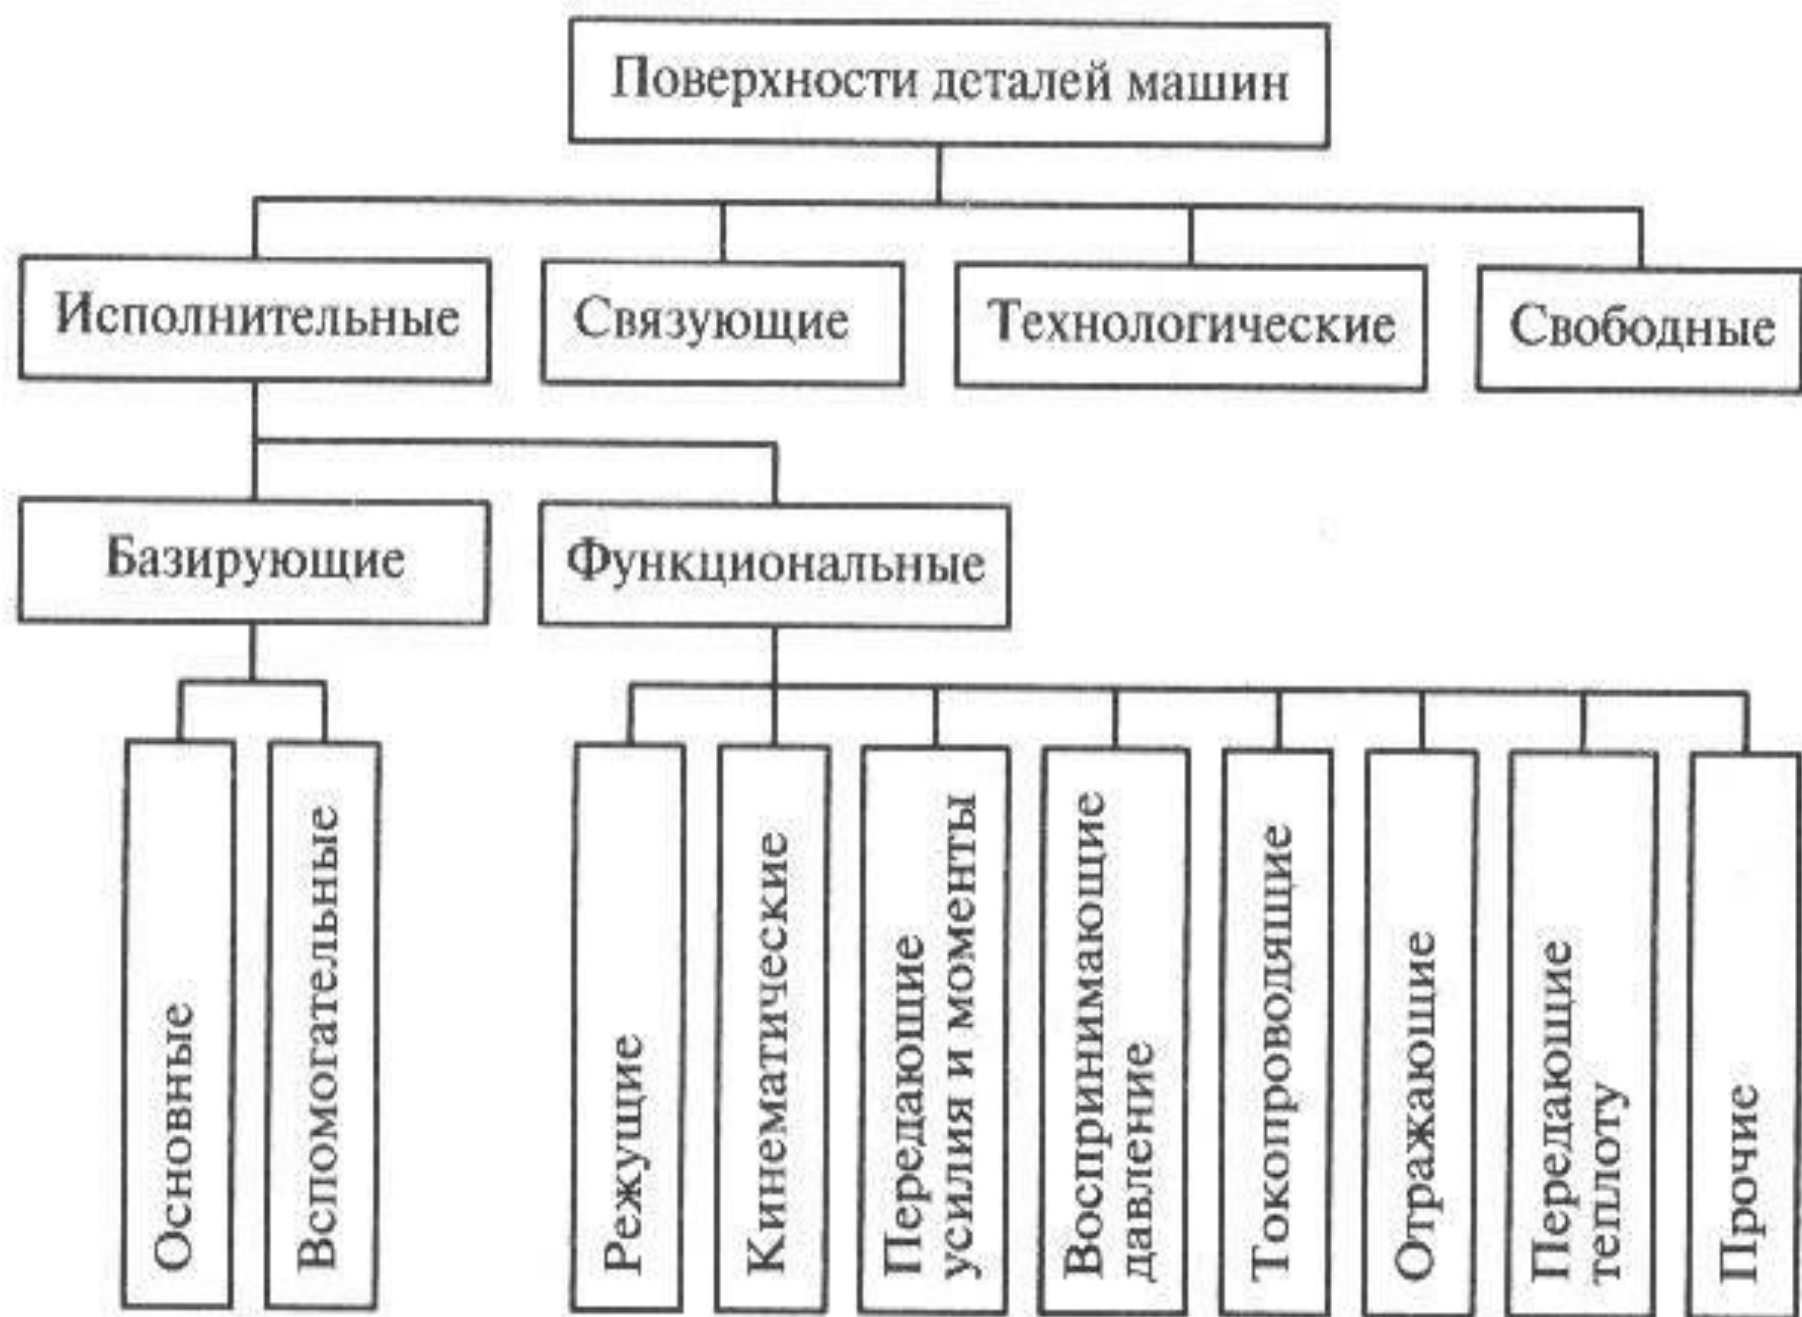 Поверхности деталей машин
Исполнительные
Связующие
Технологические
Свободные
Базирующие
Функциональные
Основные
Вспомогательные
Режущие
Кинематические
Передающие
усилия и моменты
Воспринимающие
давление
Токопроводящие
Отражающие
Передающие
теплоту
Прочие